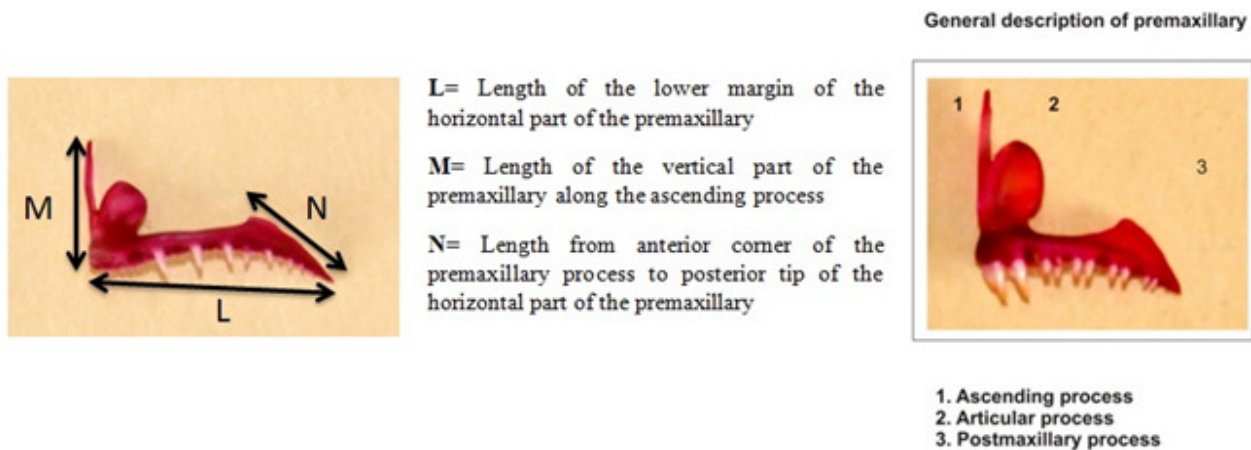 General description of premaxillary
M
N
L
L= Length of the lower margin of the
horizontal part of the premaxillary
M= Length of the vertical part of the
premaxillary along the ascending process
N= Length from anterior corner of the
premaxillary process to posterior tip of the
horizontal part of the premaxillary
1
2
3
1. Ascending process
2. Articular process
3. Postmaxillary process